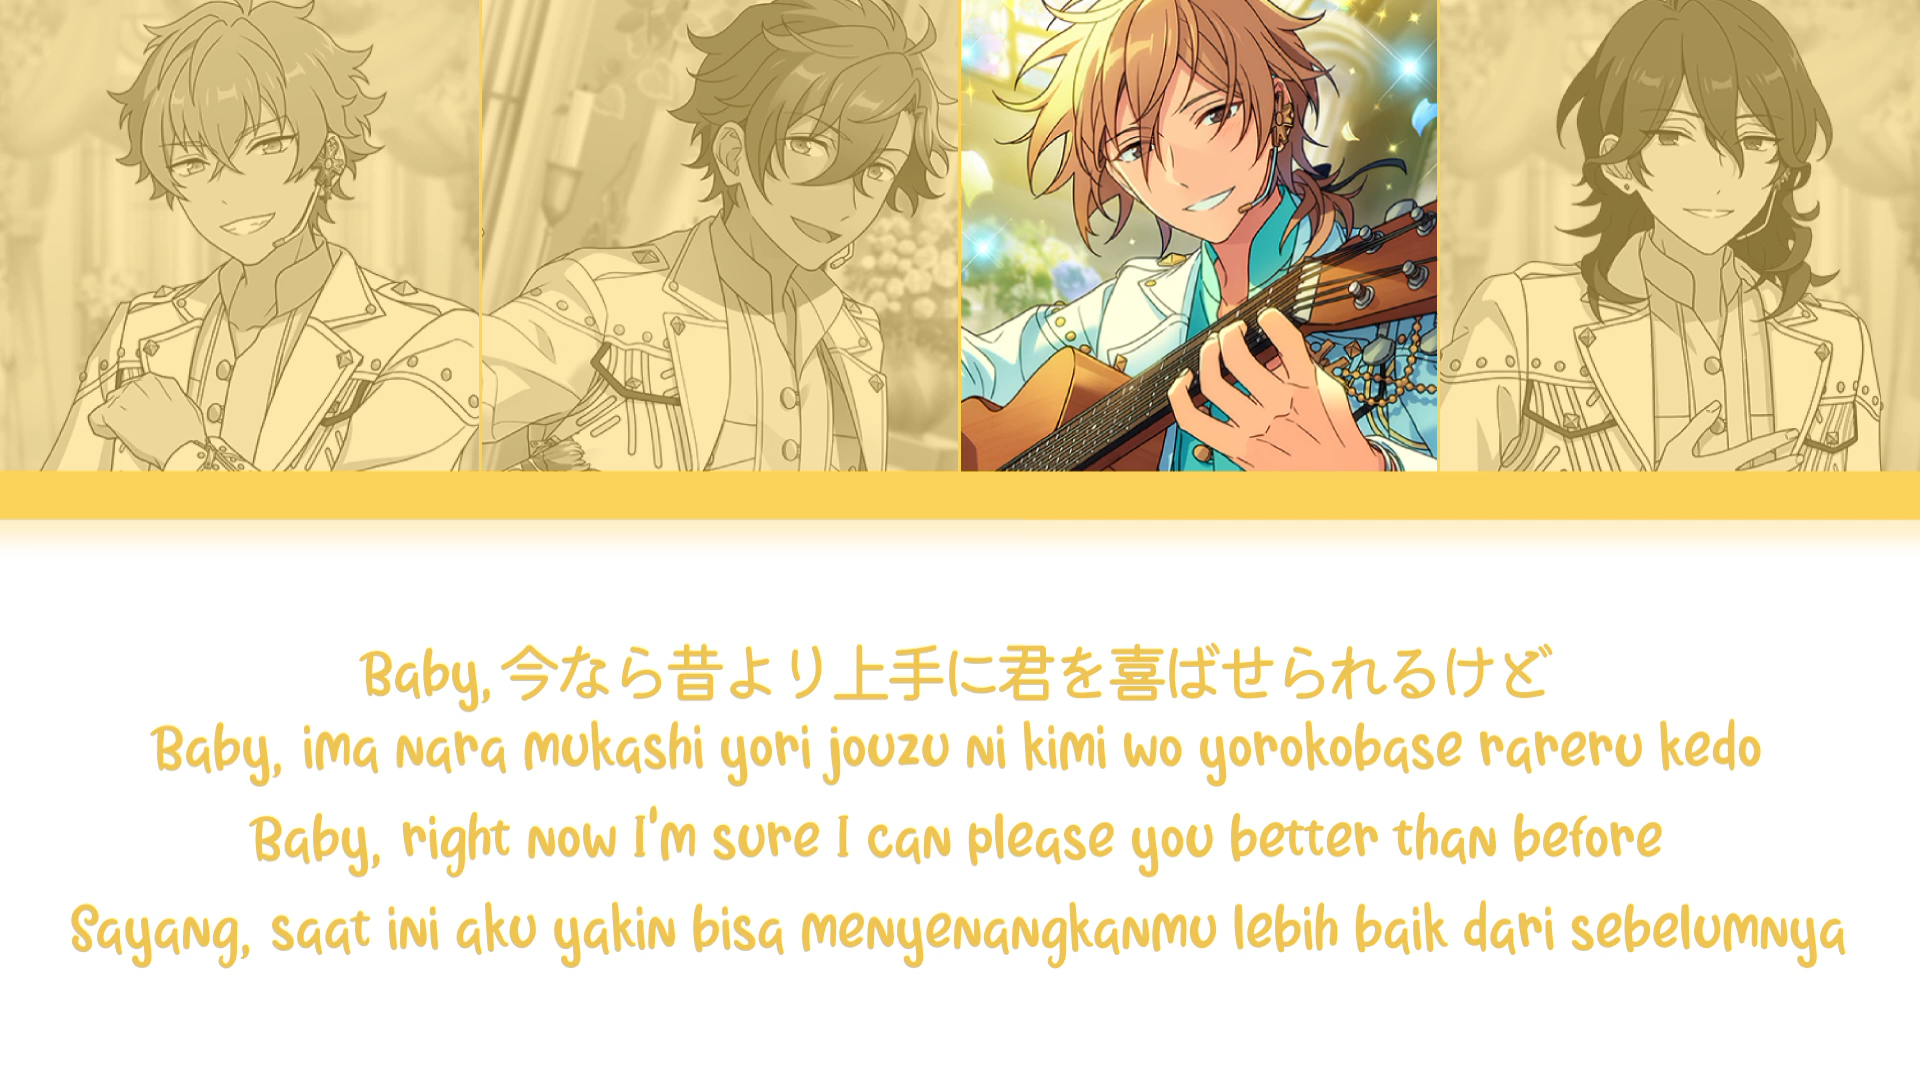 Baby, 今なら昔より上手に君を喜ばせられるけど
Baby, ima nara mukashi yori jouzu ni kimi wo yorokobase rareru kedo
Baby, right now I'm sure I can please you better than before
Sayang, saat ini aku yakin bisa menyenangkanmu lebih baik dari sebelumnya